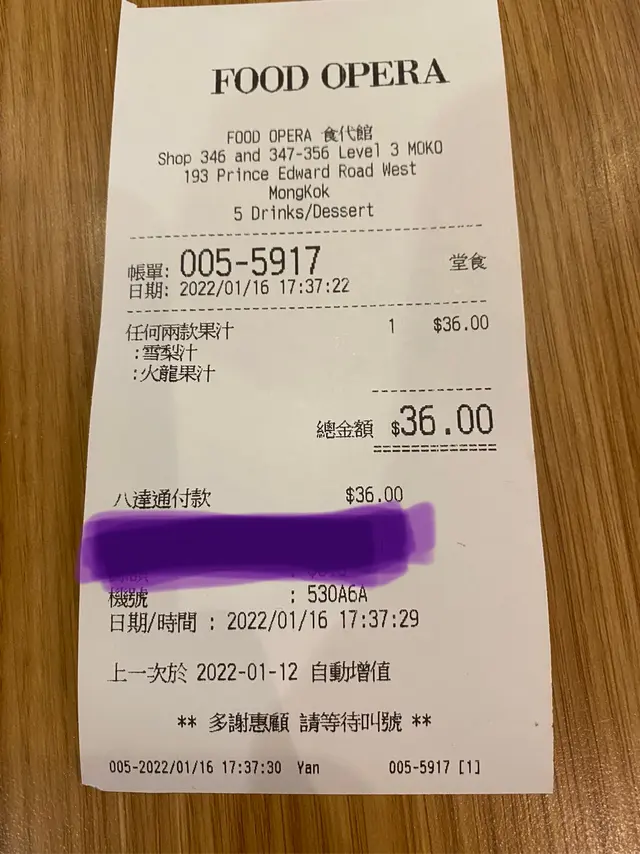 FOOD OPERA
FOOD OPERA 食代館
Shop 346 and 347-356 Level 3 MOKO
193 Prince Edward Road West
MongKok
5 Drinks/Dessert
帳單: 005-5917 堂食
日期: 2022/01/16 17:37:22
任何兩款果汁 1 $36.00
:雪梨汁
:火龍果汁
總金額 $36.00
八達通付款 $36.00
機號 : 530A6A
日期/時間 : 2022/01/16 17:37:29
上一次於 2022-01-12 自動增值
** 多謝惠顧 請等待叫號 **
005-2022/01/16 17:37:30 Yan 005-5917 [1]